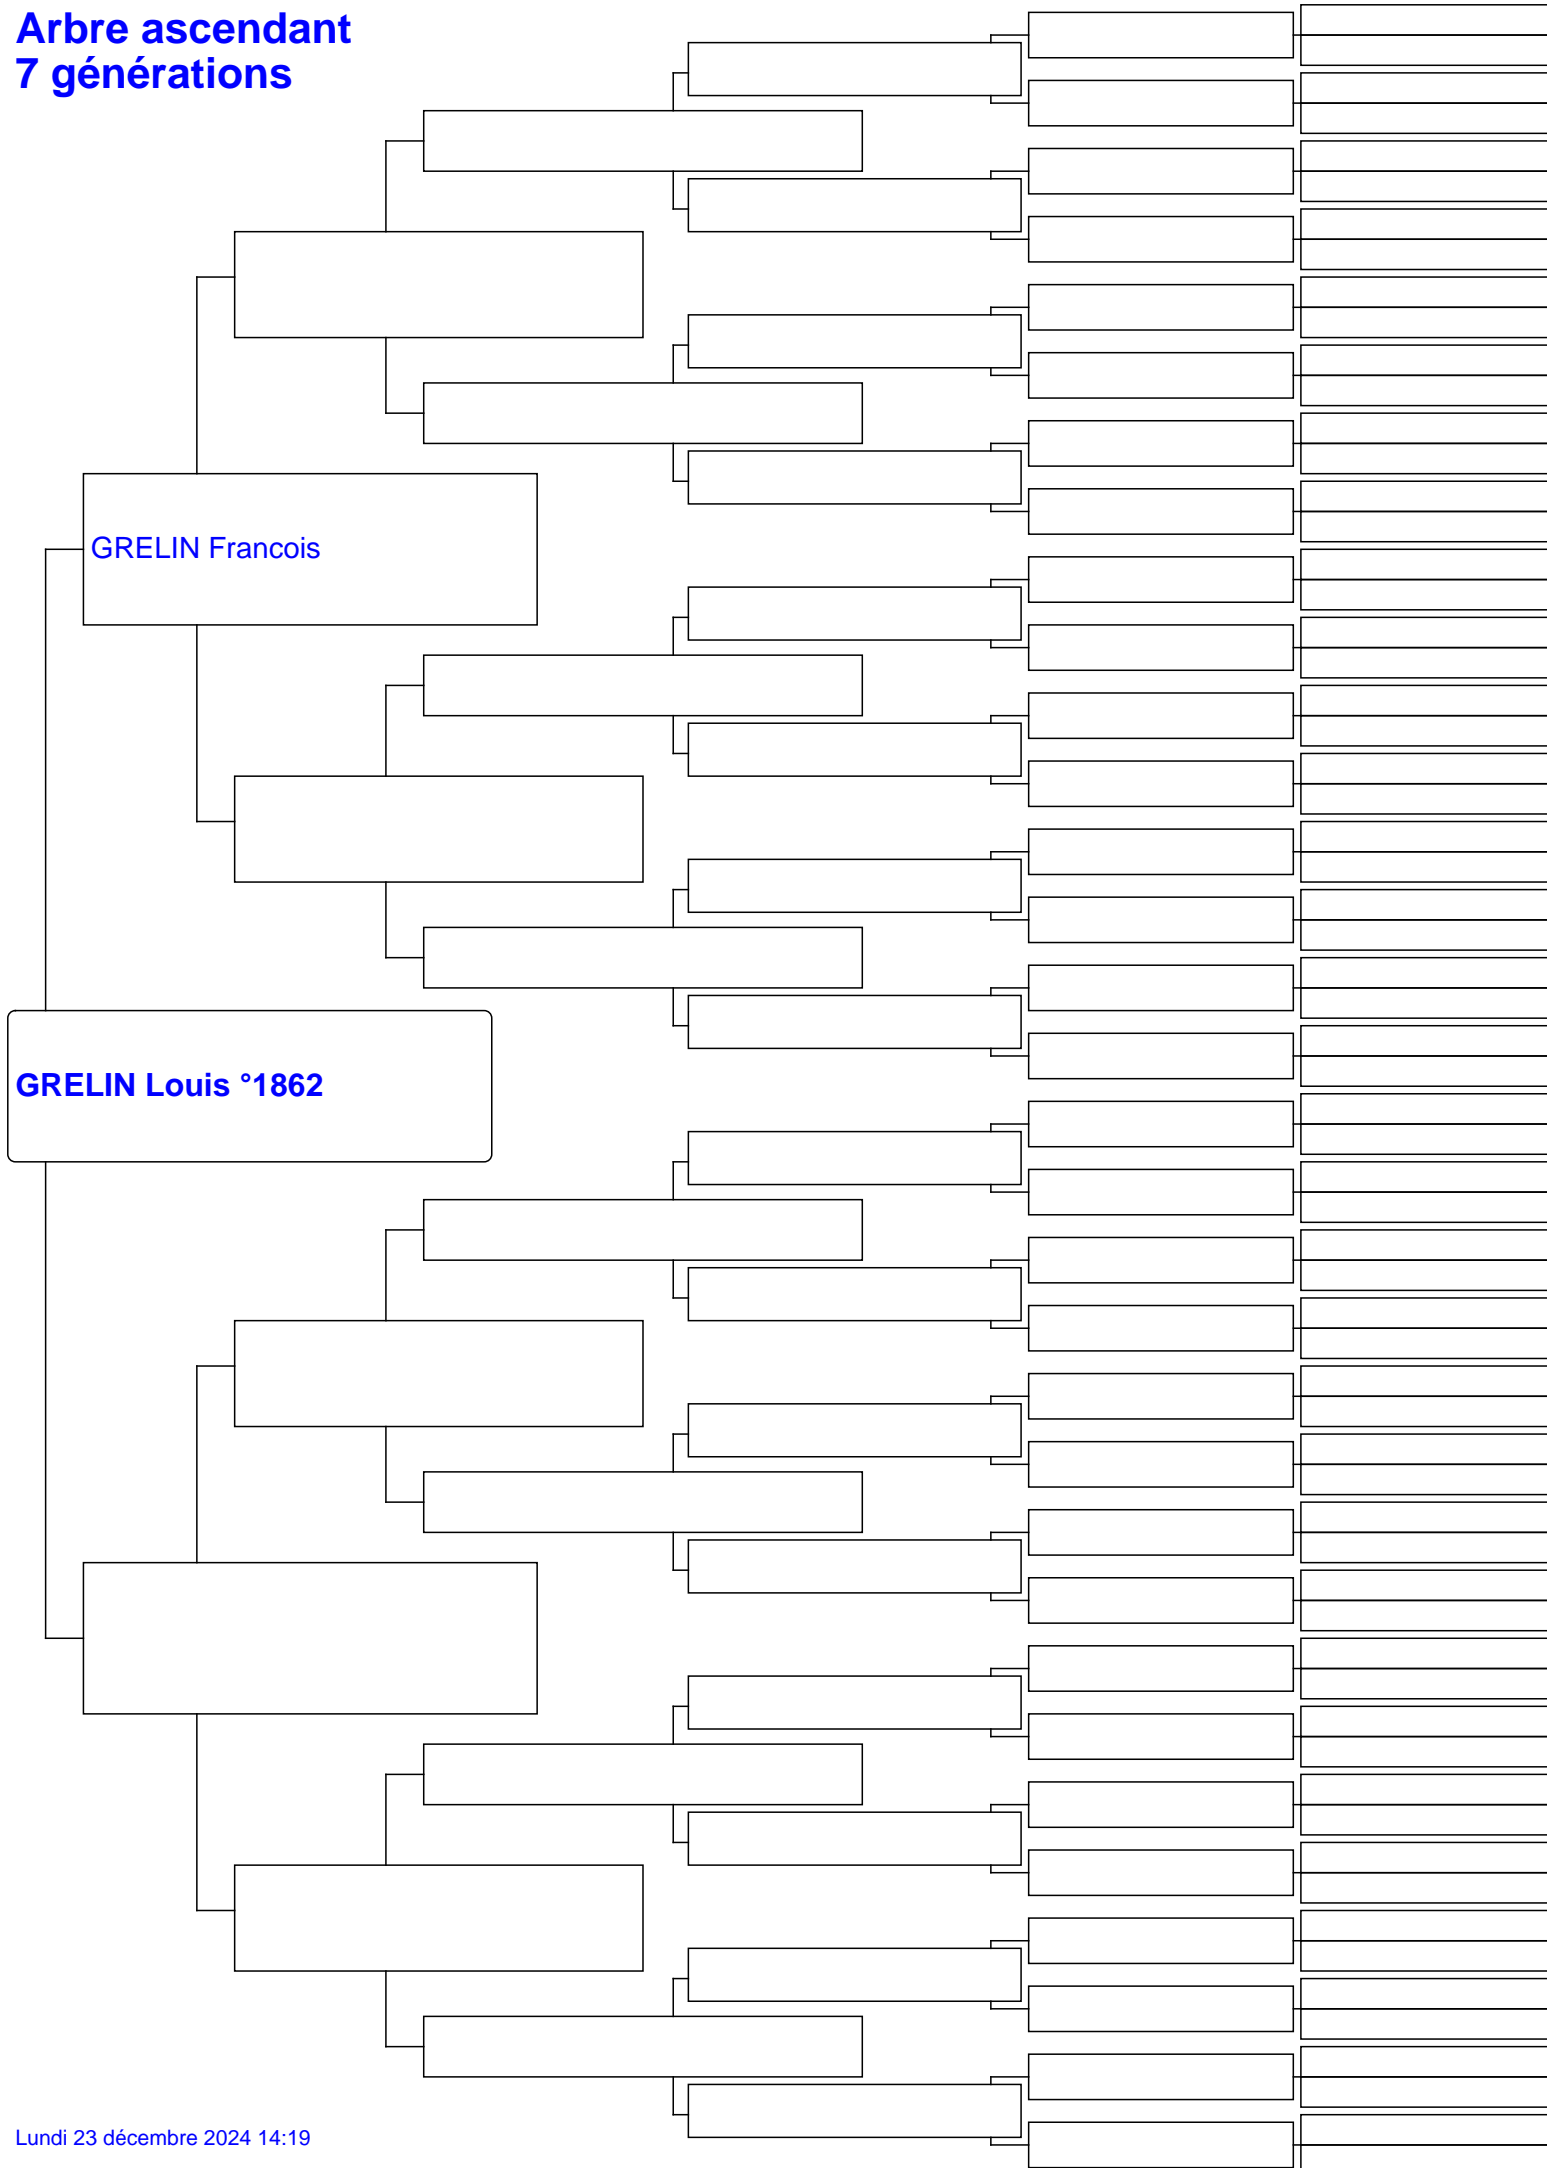 Arbre ascendant
7 générations
GRELIN Francois
GRELIN Louis °1862
Lundi 23 décembre 2024 14:19